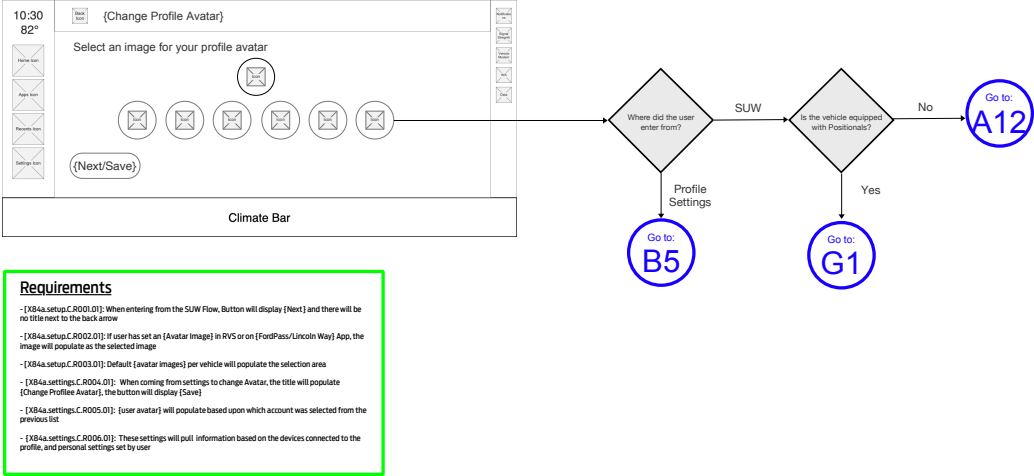 10:30
82°
Back Icon
{Change Profile Avatar}
Select an image for your profile avatar
Home Icon
Apps Icon
Recents Icon
Settings Icon
Icon
Icon
Icon
Icon
Icon
Icon
Icon
{Next/Save}
Climate Bar
Where did the user
enter from?
SUW
Is the vehicle equipped
with Positionals?
No
Go to:
A12
Profile
Settings
Yes
Go to:
B5
Go to:
G1
Requirements
- [X84a.setup.C.R001.01]: When entering from the SUW Flow, Button will display {Next} and there will be
no title next to the back arrow
- [X84a.setup.C.R002.01]: If user has set an {Avatar Image} in RVS or on {FordPass/Lincoln Way} App, the
image will populate as the selected image
- [X84a.setup.C.R003.01]: Default {avatar images} per vehicle will populate the selection area
- [X84a.settings.C.R004.01]: When coming from settings to change Avatar, the title will populate
{Change Profilee Avatar}, the button will display {Save}
- [X84a.settings.C.R005.01]: {user avatar} will populate based upon which account was selected from the
previous list
- {X84a.settings.C.R006.01]: These settings will pull information based on the devices connected to the
profile, and personal settings set by user